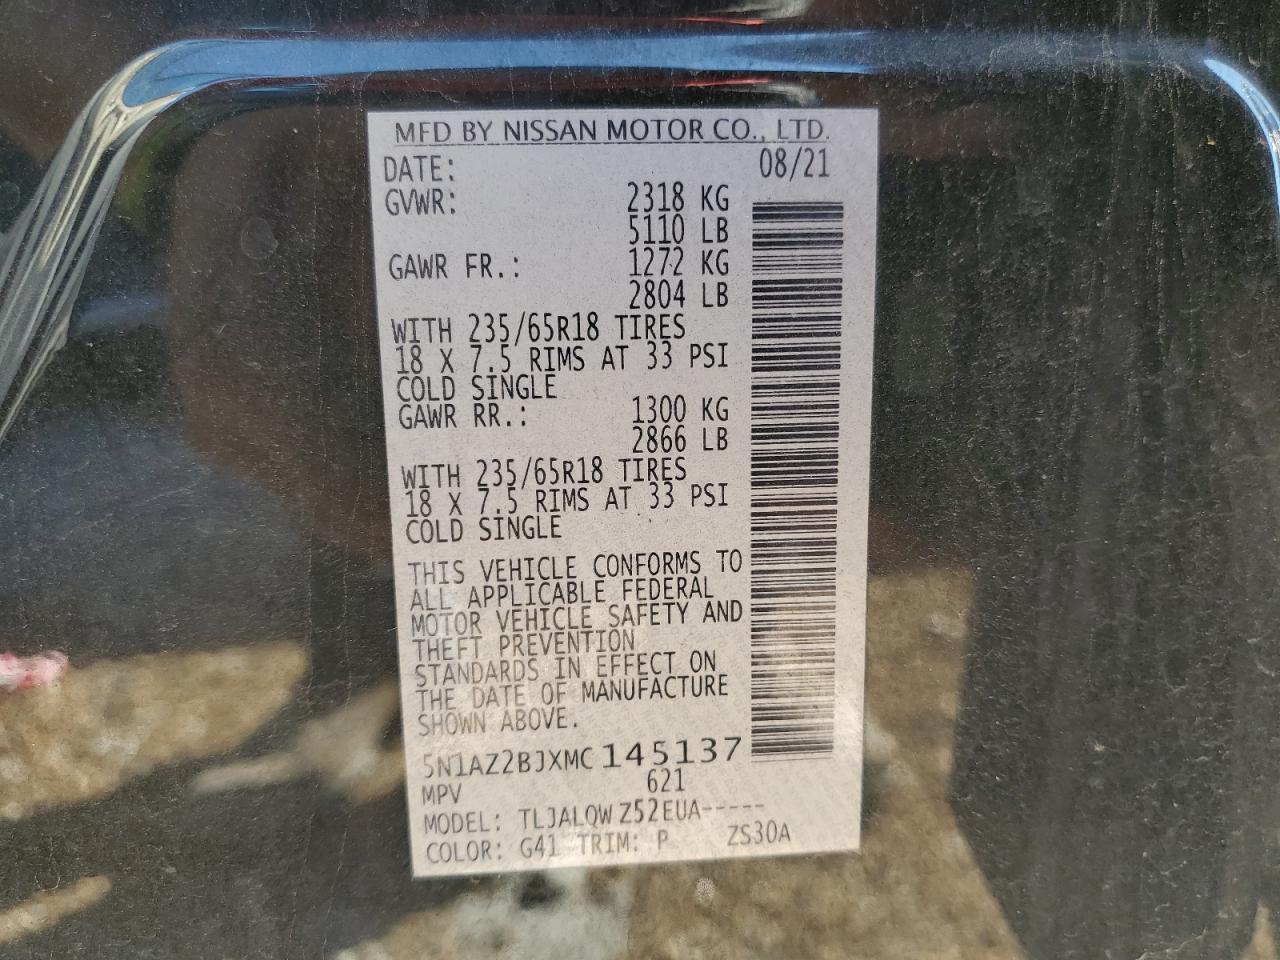 MFD BY NISSAN MOTOR CO., LTD.
DATE: 08/21
GVWR: 2318 KG
5110 LB
GAWR FR.: 1272 KG
2804 LB
WITH 235/65R18 TIRES
18 X 7.5 RIMS AT 33 PSI
COLD SINGLE
GAWR RR.: 1300 KG
2866 LB
WITH 235/65R18 TIRES
18 X 7.5 RIMS AT 33 PSI
COLD SINGLE
THIS VEHICLE CONFORMS TO
ALL APPLICABLE FEDERAL
MOTOR VEHICLE SAFETY AND
THEFT PREVENTION
STANDARDS IN EFFECT ON
THE DATE OF MANUFACTURE
SHOWN ABOVE.
5N1AZ2BJXMC145137
MPV 621
MODEL: TLJALQW Z52EUA-----
COLOR: G41 TRIM: P ZS30A